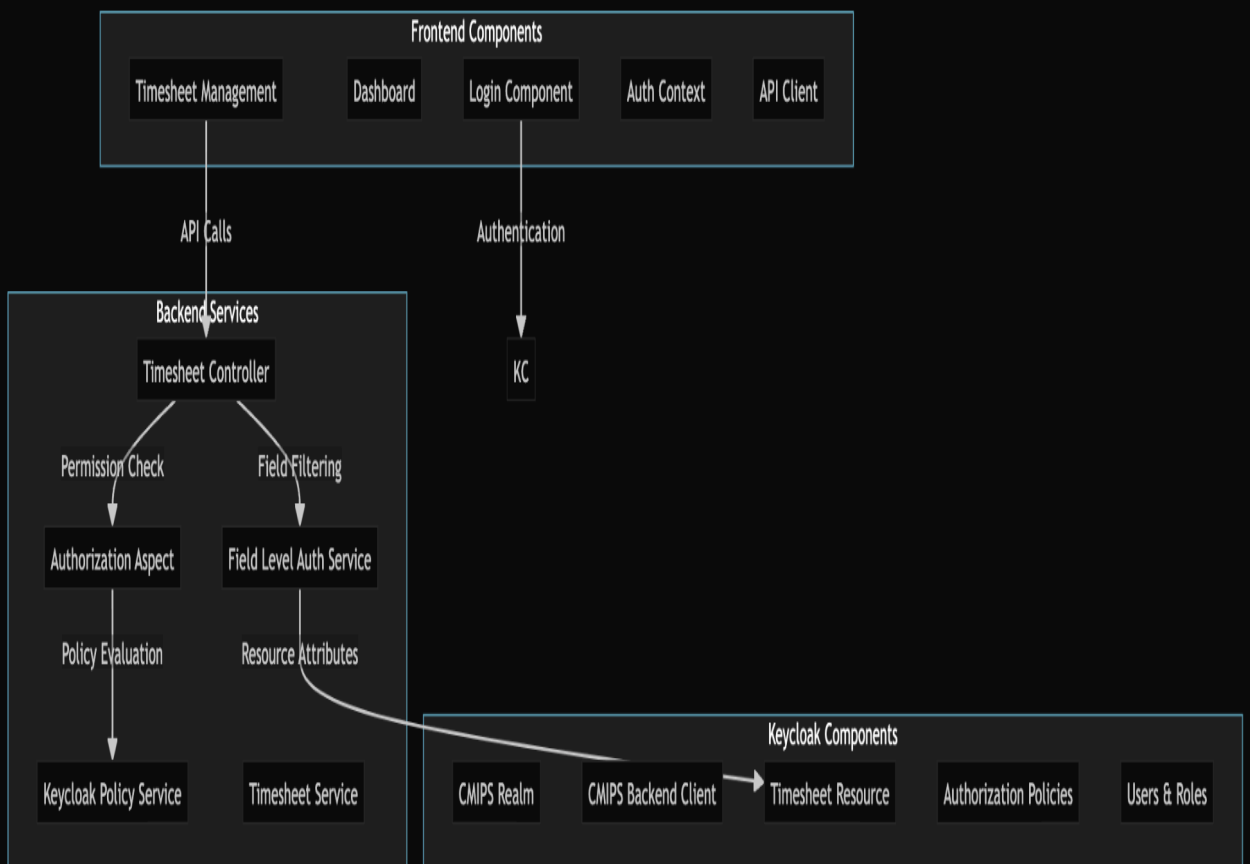 Frontend Components
Timesheet Management
Dashboard
Login Component
Auth Context
API Client
API Calls
Authentication
Backend Services
Timesheet Controller
KC
Permission Check
Field Filtering
Authorization Aspect
Field Level Auth Service
Policy Evaluation
Resource Attributes
Keycloak Components
Keycloak Policy Service
Timesheet Service
CMIPS Realm
CMIPS Backend Client
Timesheet Resource
Authorization Policies
Users & Roles